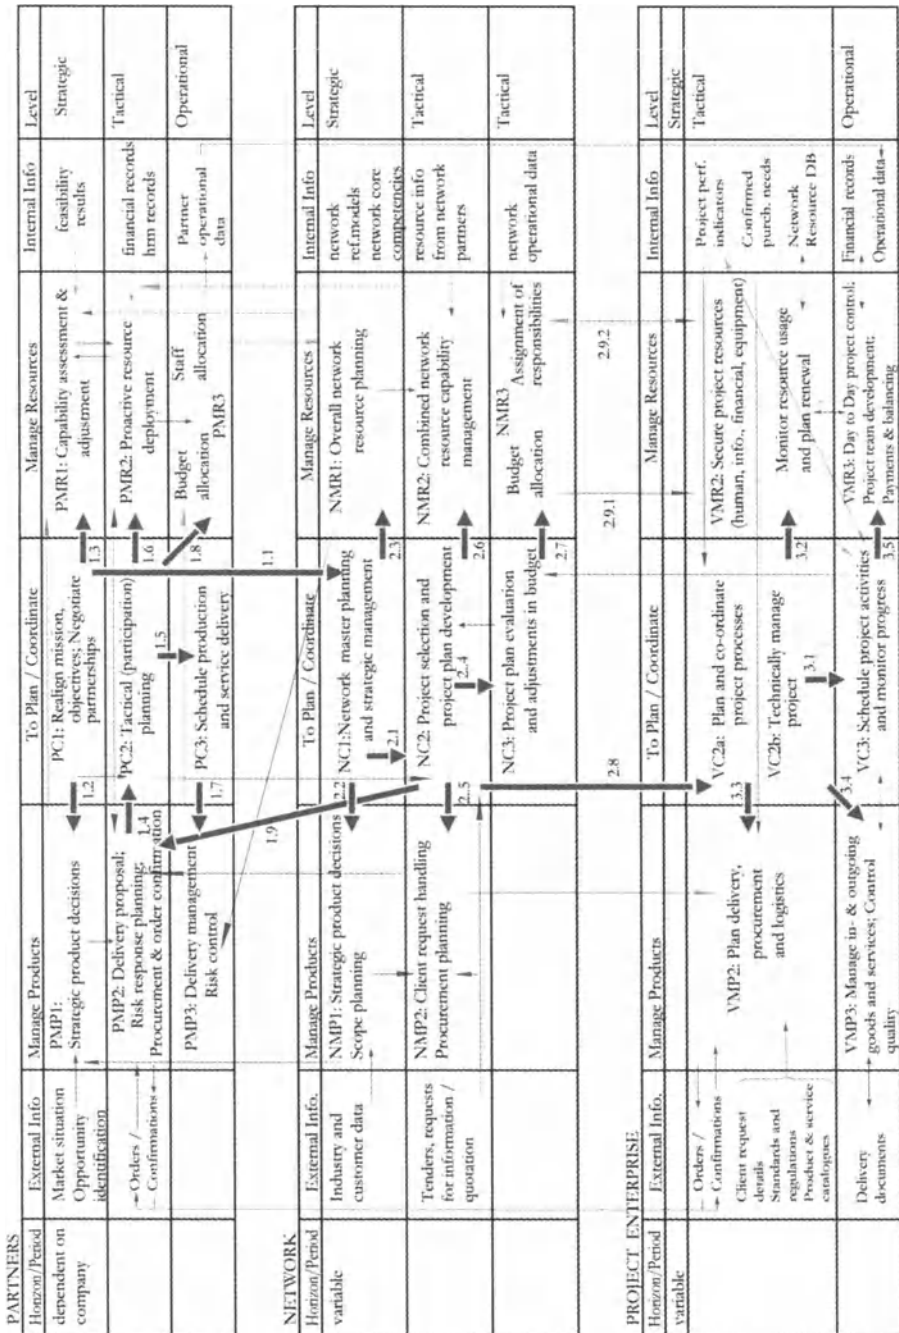 PARTNERS
Horizon/Period
External Info
Manage Products
To Plan / Coordinate
Manage Resources
Internal Info
Level
dependent on
company
Market situation
Opportunity
identification
PMP1:
Strategic product decisions
PC1: Realign mission,
objectives; Negotiate
partnerships
PMR1: Capability assessment &
adjustment
feasibility
results
Strategic
1.2
1.3
Orders /
Confirmations
PMP2: Delivery proposal;
Risk response planning;
Procurement & order confirmation
PC2: Tactical (participation)
planning
PMR2: Proactive resource
deployment
financial records
hrm records
Tactical
1.4
1.5
1.6
PMP3: Delivery management
Risk control
PC3: Schedule production
and service delivery
Budget
allocation
Staff
allocation
PMR3
Partner
operational
data
Operational
1.7
1.8
1.9
1.1
NETWORK
Horizon/Period
External Info.
Manage Products
To Plan / Coordinate
Manage Resources
Internal Info
Level
variable
Industry and
customer data
NMP1: Strategic product decisions
Scope planning
NC1:Network master planning
and strategic management
NMR1: Overall network
resource planning
network
ref.models
network core
competencies
Strategic
2.2
2.1
2.3
Tenders, requests
for information /
quotation
NMP2: Client request handling
Procurement planning
NC2: Project selection and
project plan development
NMR2: Combined network
resource capability
management
resource info
from network
partners
Tactical
2..5
2..4
2.6
NC3: Project plan evaluation
and adjustments in budget
Budget
allocation
NMR3
Assignment of
responsibilities
network
operational data
Tactical
2.7
2.8
2.9.1
2.9.2
PROJECT ENTERPRISE
Horizon/Period
External Info.
Manage Products
To Plan / Coordinate
Manage Resources
Internal Info
Level
variable
Strategic
Orders /
Confirmations
Client request
details
Standards and
regulations
Product & service
catalogues
VMP2: Plan delivery,
procurement
and logistics
VC2a: Plan and co-ordinate
project processes
VC2b: Technically manage
project
VMR2: Secure project resources
(human, info., financial, equipment)
Monitor resource usage
and plan renewal
Project perf.
indicators
Confirmed
purch. needs
Network
Resource DB
Tactical
3.3
3.1
3.2
Delivery
documents
VMP3: Manage in- & outgoing
goods and services; Control
quality
VC3: Schedule project activities
and monitor progress
VMR3: Day to Day project control;
Project team development;
Payments & balancing
Financial records
Operational data
Operational
3.4
3.5